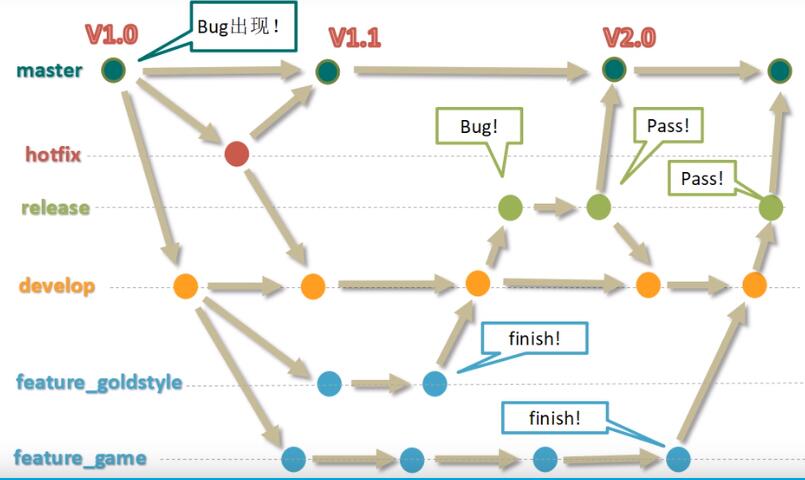 V1.0
Bug出现！
V1.1
V2.0
master
hotfix
Bug!
Pass!
release
Pass!
develop
feature_goldstyle
finish!
feature_game
finish!